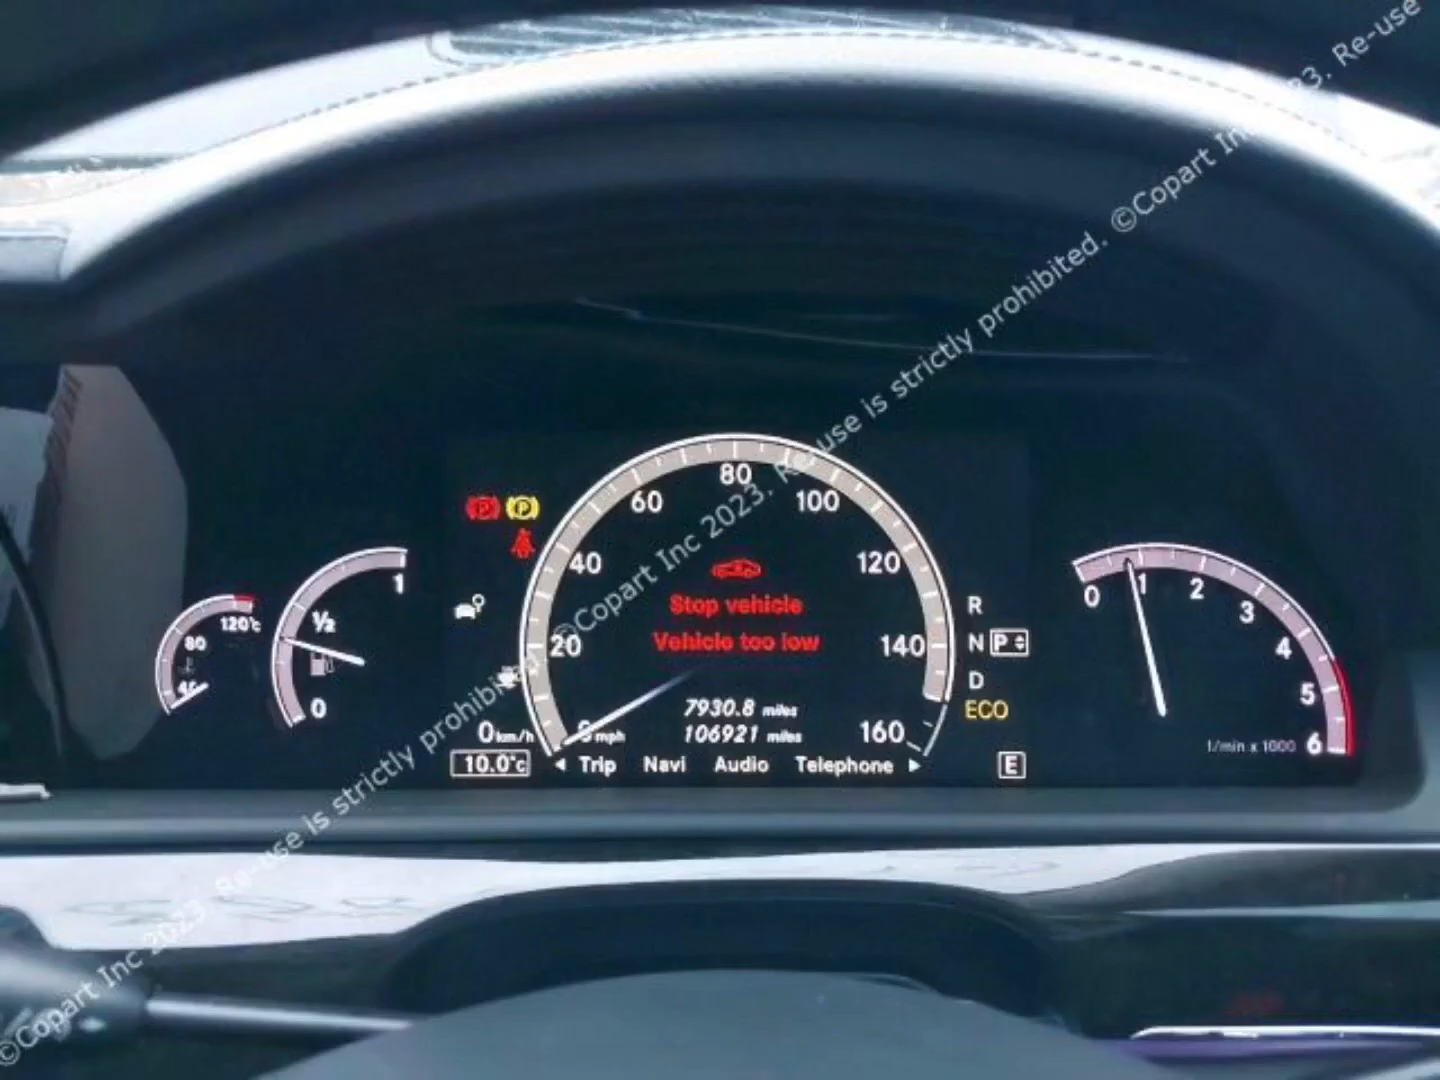 ©Copart Inc 2023. Re-use is strictly prohibited. ©Copart Inc 2023. Re-use is strictly prohibited. ©Copart Inc 2023. Re-use
80
60
100
40
120
20
140
160
Stop vehicle
Vehicle too low
7930.8 miles
106921 miles
0 km/h
mph
10.0°C
Trip Navi Audio Telephone
120°C
80
1
½
0
R
N P
D
ECO
E
0 1 2 3 4 5 6
1/min x 1000
P P